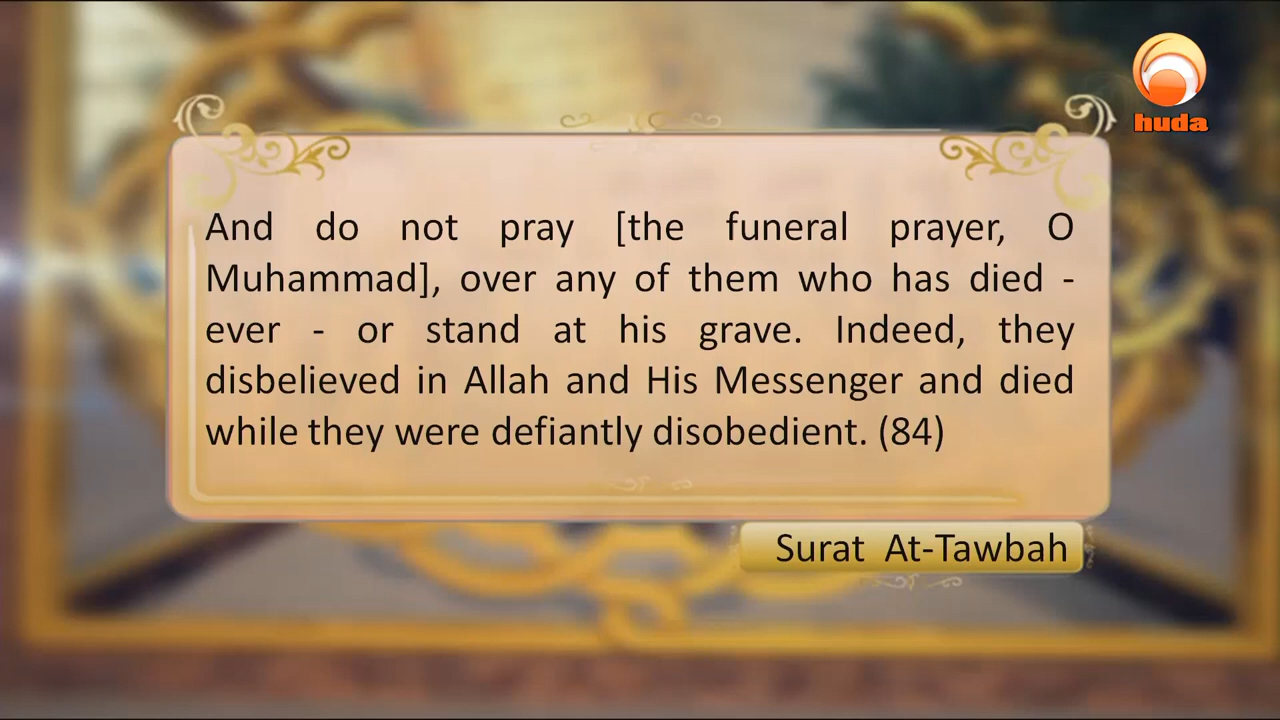 huda
And do not pray [the funeral prayer, O
Muhammad], over any of them who has died -
ever - or stand at his grave. Indeed, they
disbelieved in Allah and His Messenger and died
while they were defiantly disobedient. (84)
Surat At-Tawbah